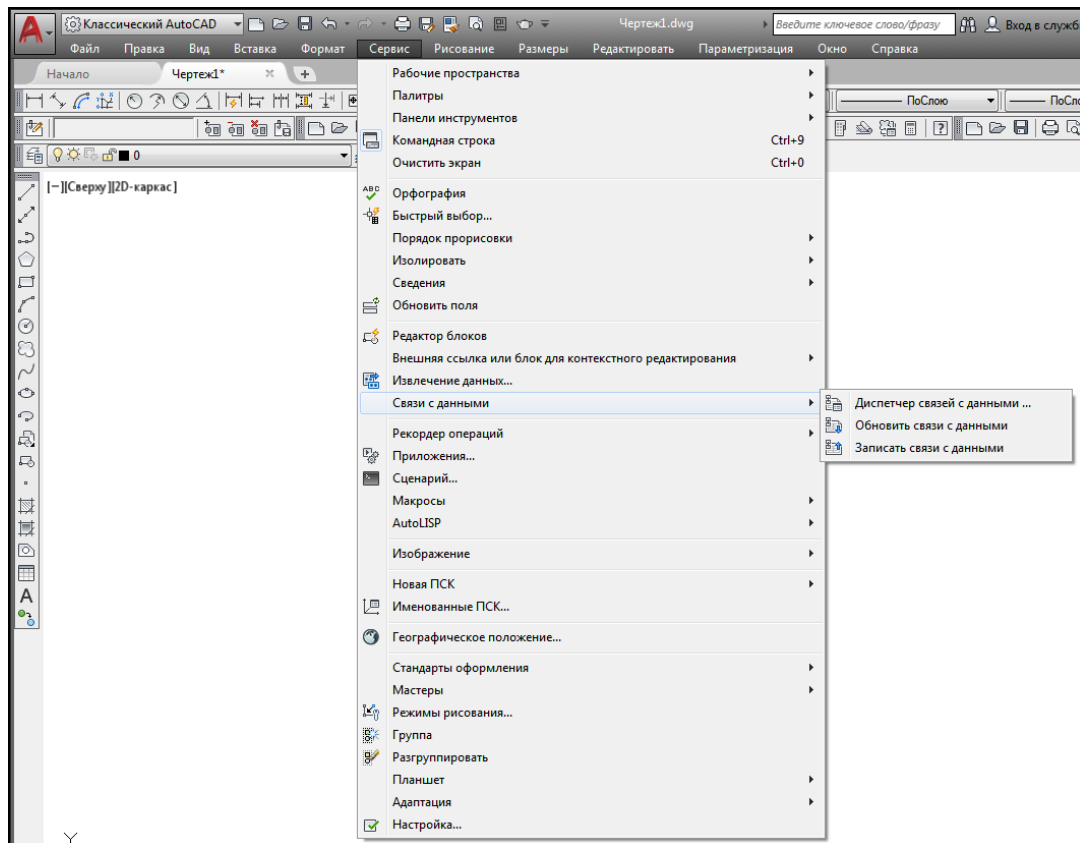 Классический AutoCAD
Чертеж1.dwg
Введите ключевое слово/фразу
Вход в служб
Файл Правка Вид Вставка Формат Сервис Рисование Размеры Редактировать Параметризация Окно Справка
Начало
Чертеж1*
ПоСлою
ПоСло
0
[−][Сверху][2D-каркас]
Рабочие пространства
Палитры
Панели инструментов
Командная строка Ctrl+9
Очистить экран Ctrl+0
Орфография
Быстрый выбор...
Порядок прорисовки
Изолировать
Сведения
Обновить поля
Редактор блоков
Внешняя ссылка или блок для контекстного редактирования
Извлечение данных...
Связи с данными
Диспетчер связей с данными ...
Обновить связи с данными
Записать связи с данными
Рекордер операций
Приложения...
Сценарий...
Макросы
AutoLISP
Изображение
Новая ПСК
Именованные ПСК...
Географическое положение...
Стандарты оформления
Мастеры
Режимы рисования...
Группа
Разгруппировать
Планшет
Адаптация
Настройка...
Y